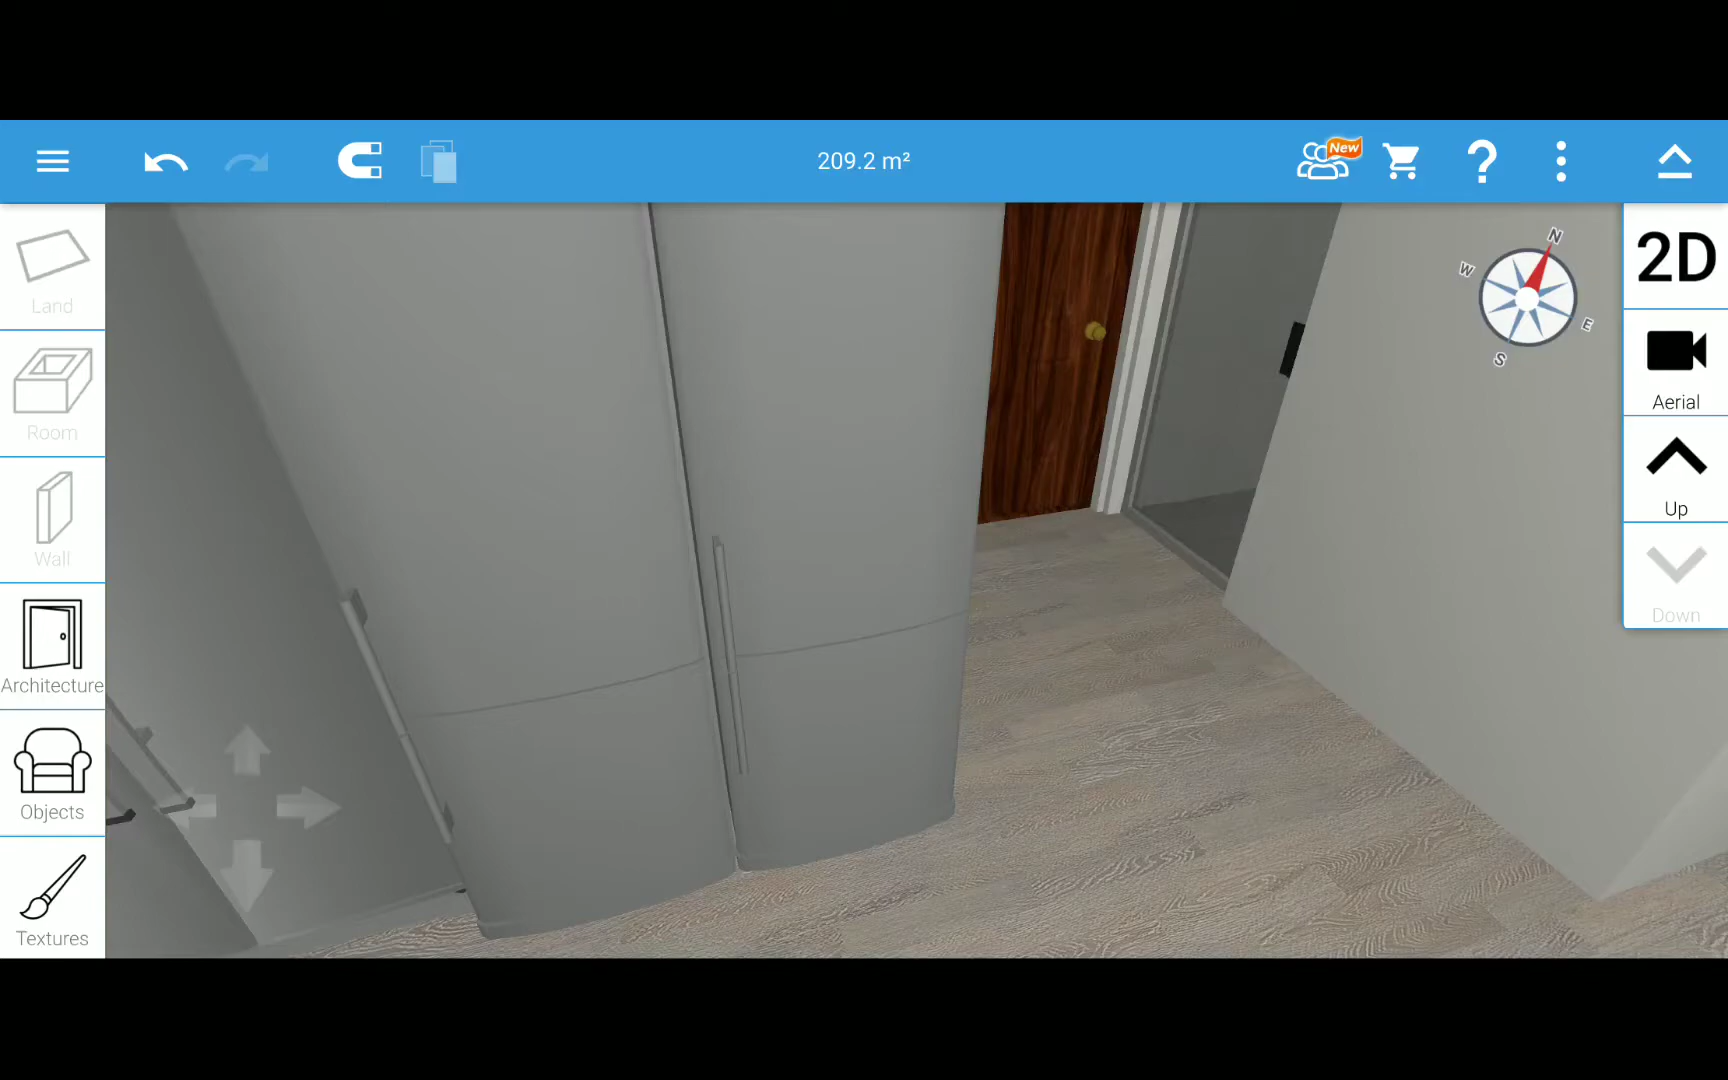 209.2 m²
New
Land
Room
Wall
Architecture
Objects
Textures
N
W
E
S
2D
Aerial
Up
Down